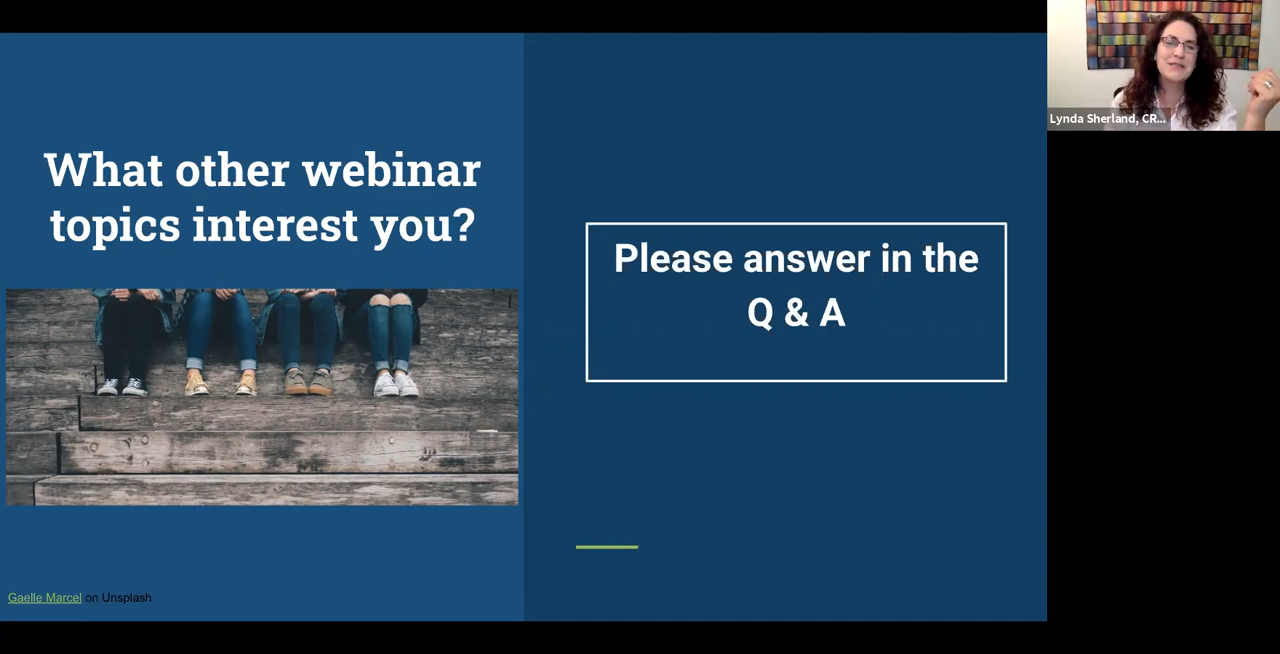 What other webinar
topics interest you?
Please answer in the
Q & A
Gaelle Marcel on Unsplash
Lynda Sherland, CR...